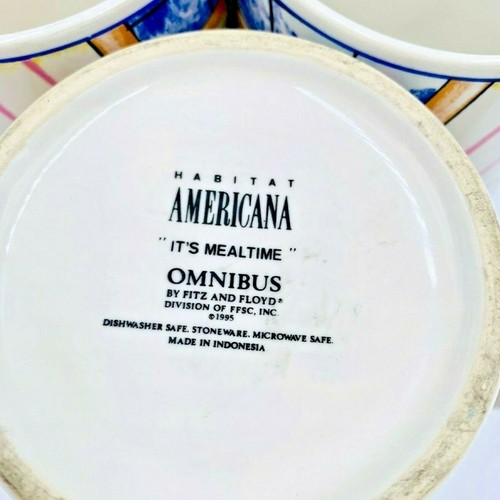 HABITAT
AMERICANA
"IT'S MEALTIME"
OMNIBUS
BY FITZ AND FLOYD®
DIVISION OF FFSC, INC.
©1995
DISHWASHER SAFE. STONEWARE. MICROWAVE SAFE.
MADE IN INDONESIA